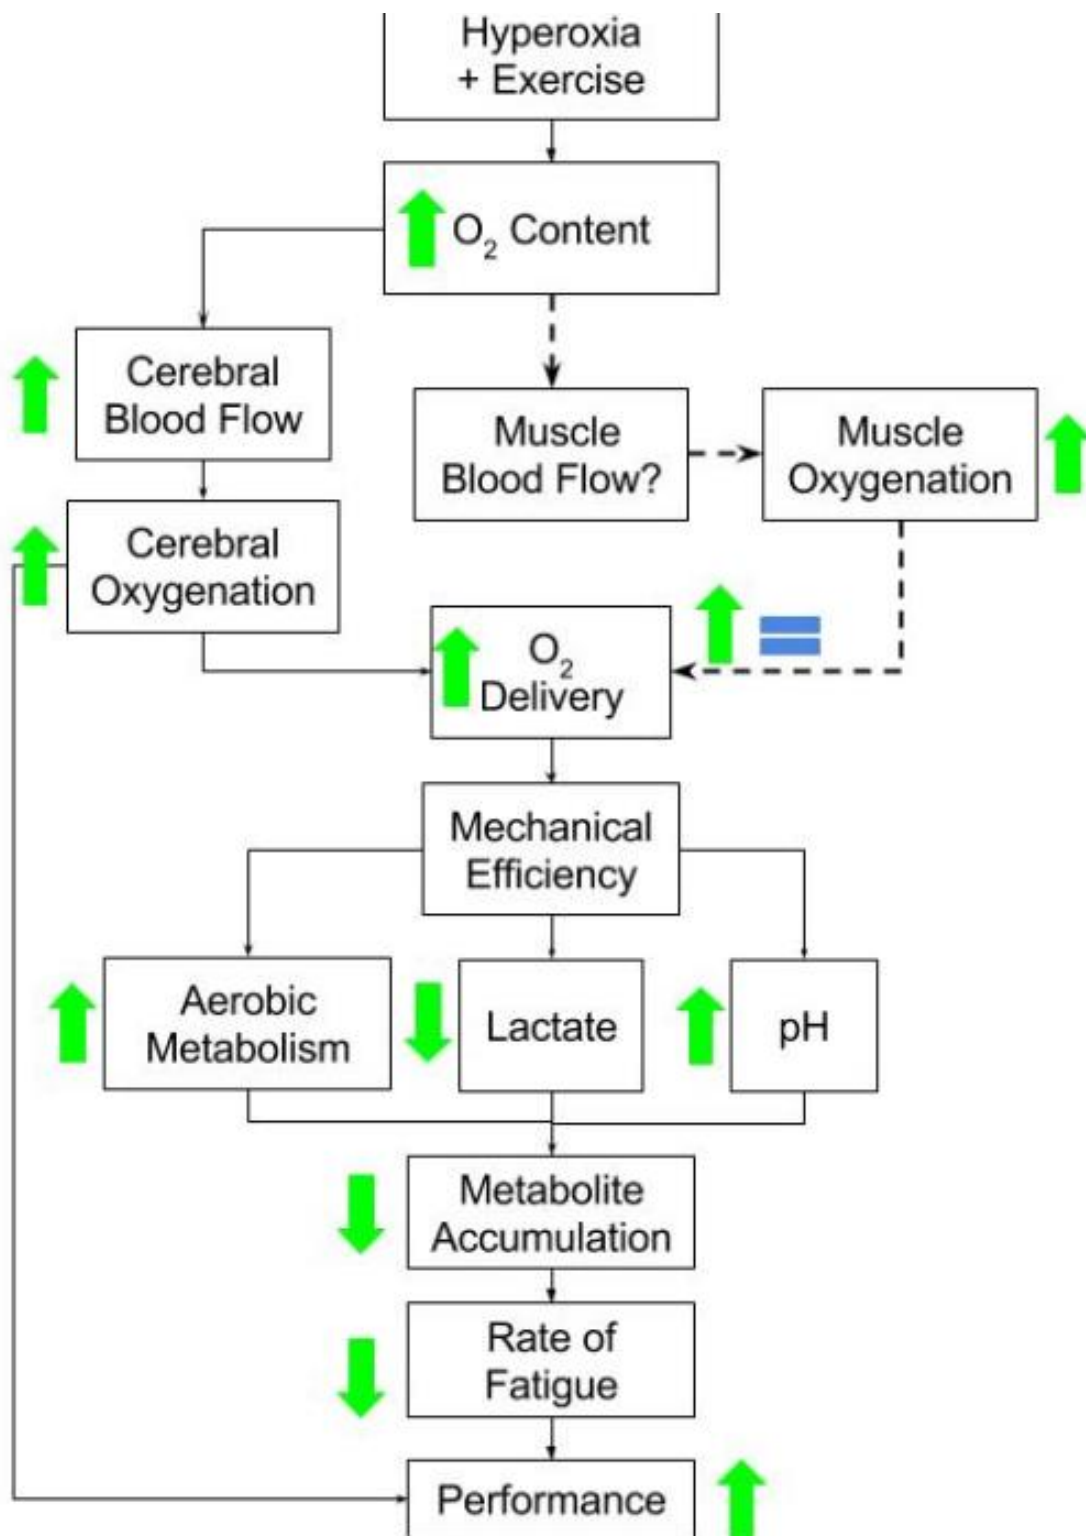 Hyperoxia
+ Exercise
O₂ Content
Cerebral
Blood Flow
Muscle
Blood Flow?
Muscle
Oxygenation
Cerebral
Oxygenation
O₂
Delivery
Mechanical
Efficiency
Aerobic
Metabolism
Lactate
pH
Metabolite
Accumulation
Rate of
Fatigue
Performance